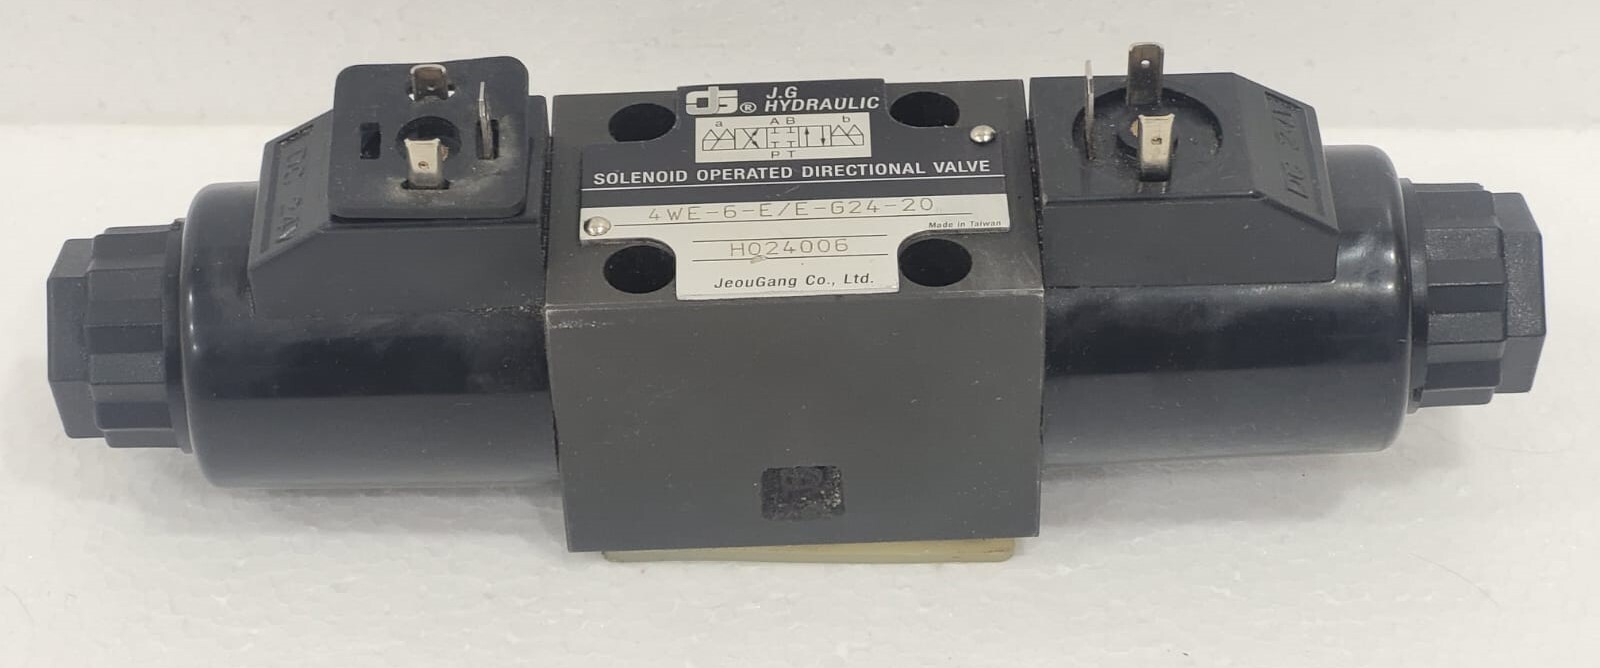 ® J.G
HYDRAULIC
a A B b
P T
SOLENOID OPERATED DIRECTIONAL VALVE
4WE-6-E/E-G24-20
Made in Taiwan
H024006
JeouGang Co., Ltd.
DC 24V
DC 24V